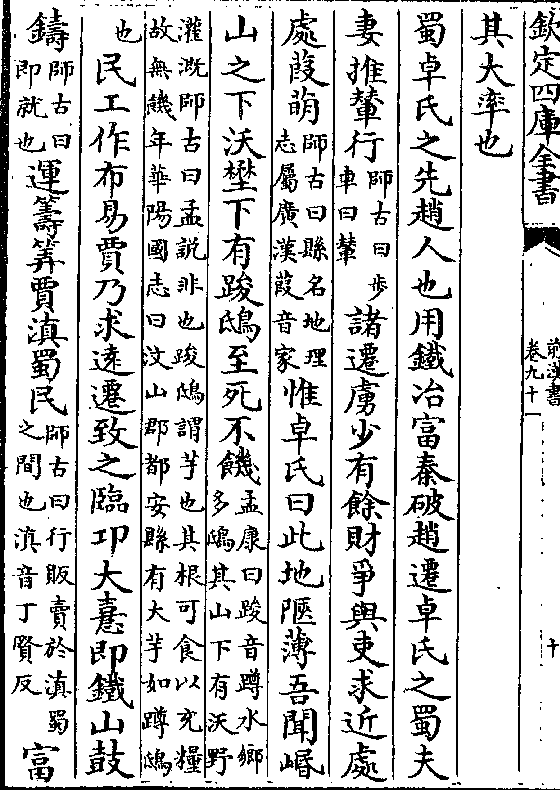 欽定四庫全書
前漢書
卷九十一
十
其大率也
蜀卓氏之先趙人也用鐵冶富秦破趙遷卓氏之蜀夫
妻推輦行師古曰步車曰輦諸遷虜少有餘財爭與吏求近處
處葭萌師古曰縣名地理志屬廣漢葭音家惟卓氏曰此地陿薄吾聞崏
山之下沃壄下有踆鴟至死不饑孟康曰踆音蹲水鄉多鴟其山下有沃野
灌溉師古曰孟說非也踆鴟謂芋也其根可食以充糧故無饑年華陽國志曰汶山郡都安縣有大芋如蹲鴟
也民工作布易賈乃求遠遷致之臨邛大憙即鐵山鼓
鑄師古曰即就也運籌筭賈滇蜀民師古曰行販賣於滇蜀之間也滇音丁賢反富